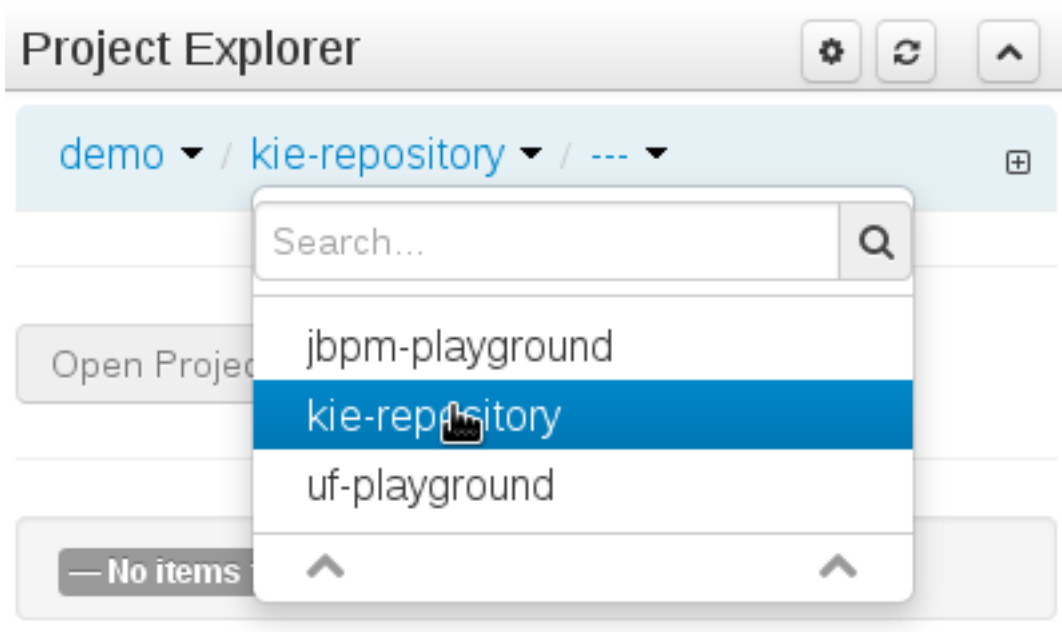 Project Explorer
demo / kie-repository / ---
Search...
jbpm-playground
Open Projec
kie-repository
uf-playground
— No items